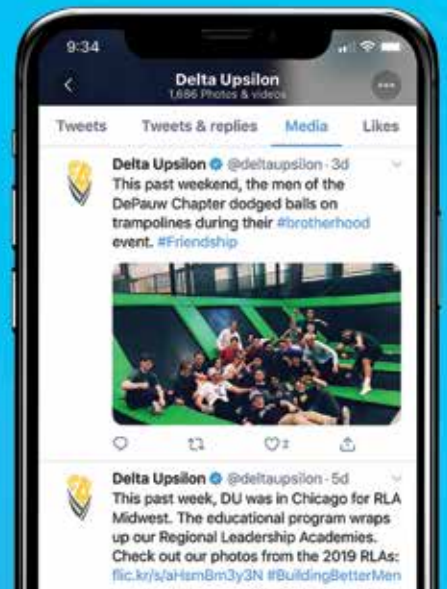 9:34
Delta Upsilon
1,686 Photos & videos
Tweets Tweets & replies Media Likes
Delta Upsilon @deltaupsilon · 3d
This past weekend, the men of the
DePauw Chapter dodged balls on
trampolines during their #brotherhood
event. #Friendship
2
Delta Upsilon @deltaupsilon · 5d
This past week, DU was in Chicago for RLA
Midwest. The educational program wraps
up our Regional Leadership Academies.
Check out our photos from the 2019 RLAs:
flic.kr/s/aHsmBm3y3N #BuildingBetterMen